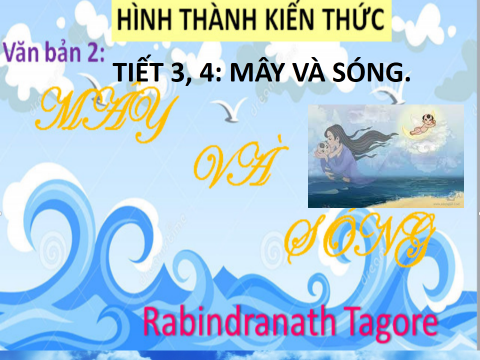 HÌNH THÀNH KIẾN THỨC
Văn bản 2:
TIẾT 3, 4: MÂY VÀ SÓNG.
MÂY
VÀ
SÓNG
Rabindranath Tagore